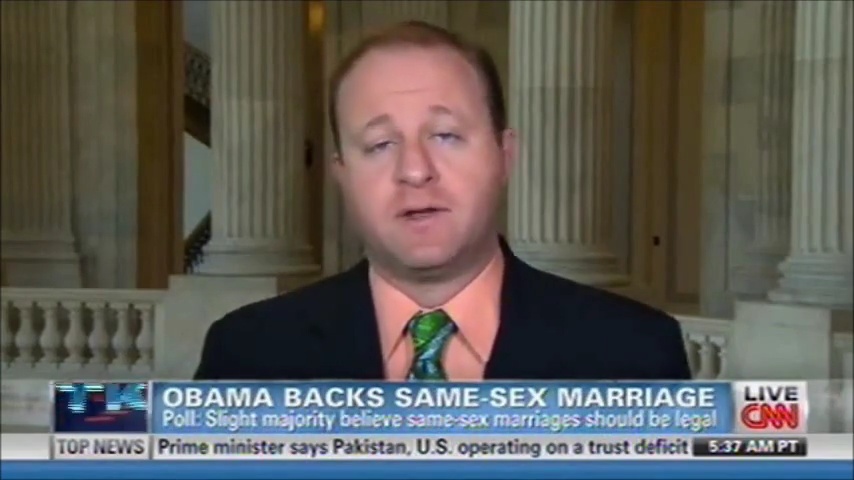 OBAMA BACKS SAME-SEX MARRIAGE
Poll: Slight majority believe same-sex marriages should be legal
LIVE
CNN
TOP NEWS
Prime minister says Pakistan, U.S. operating on a trust deficit
5:37 AM PT